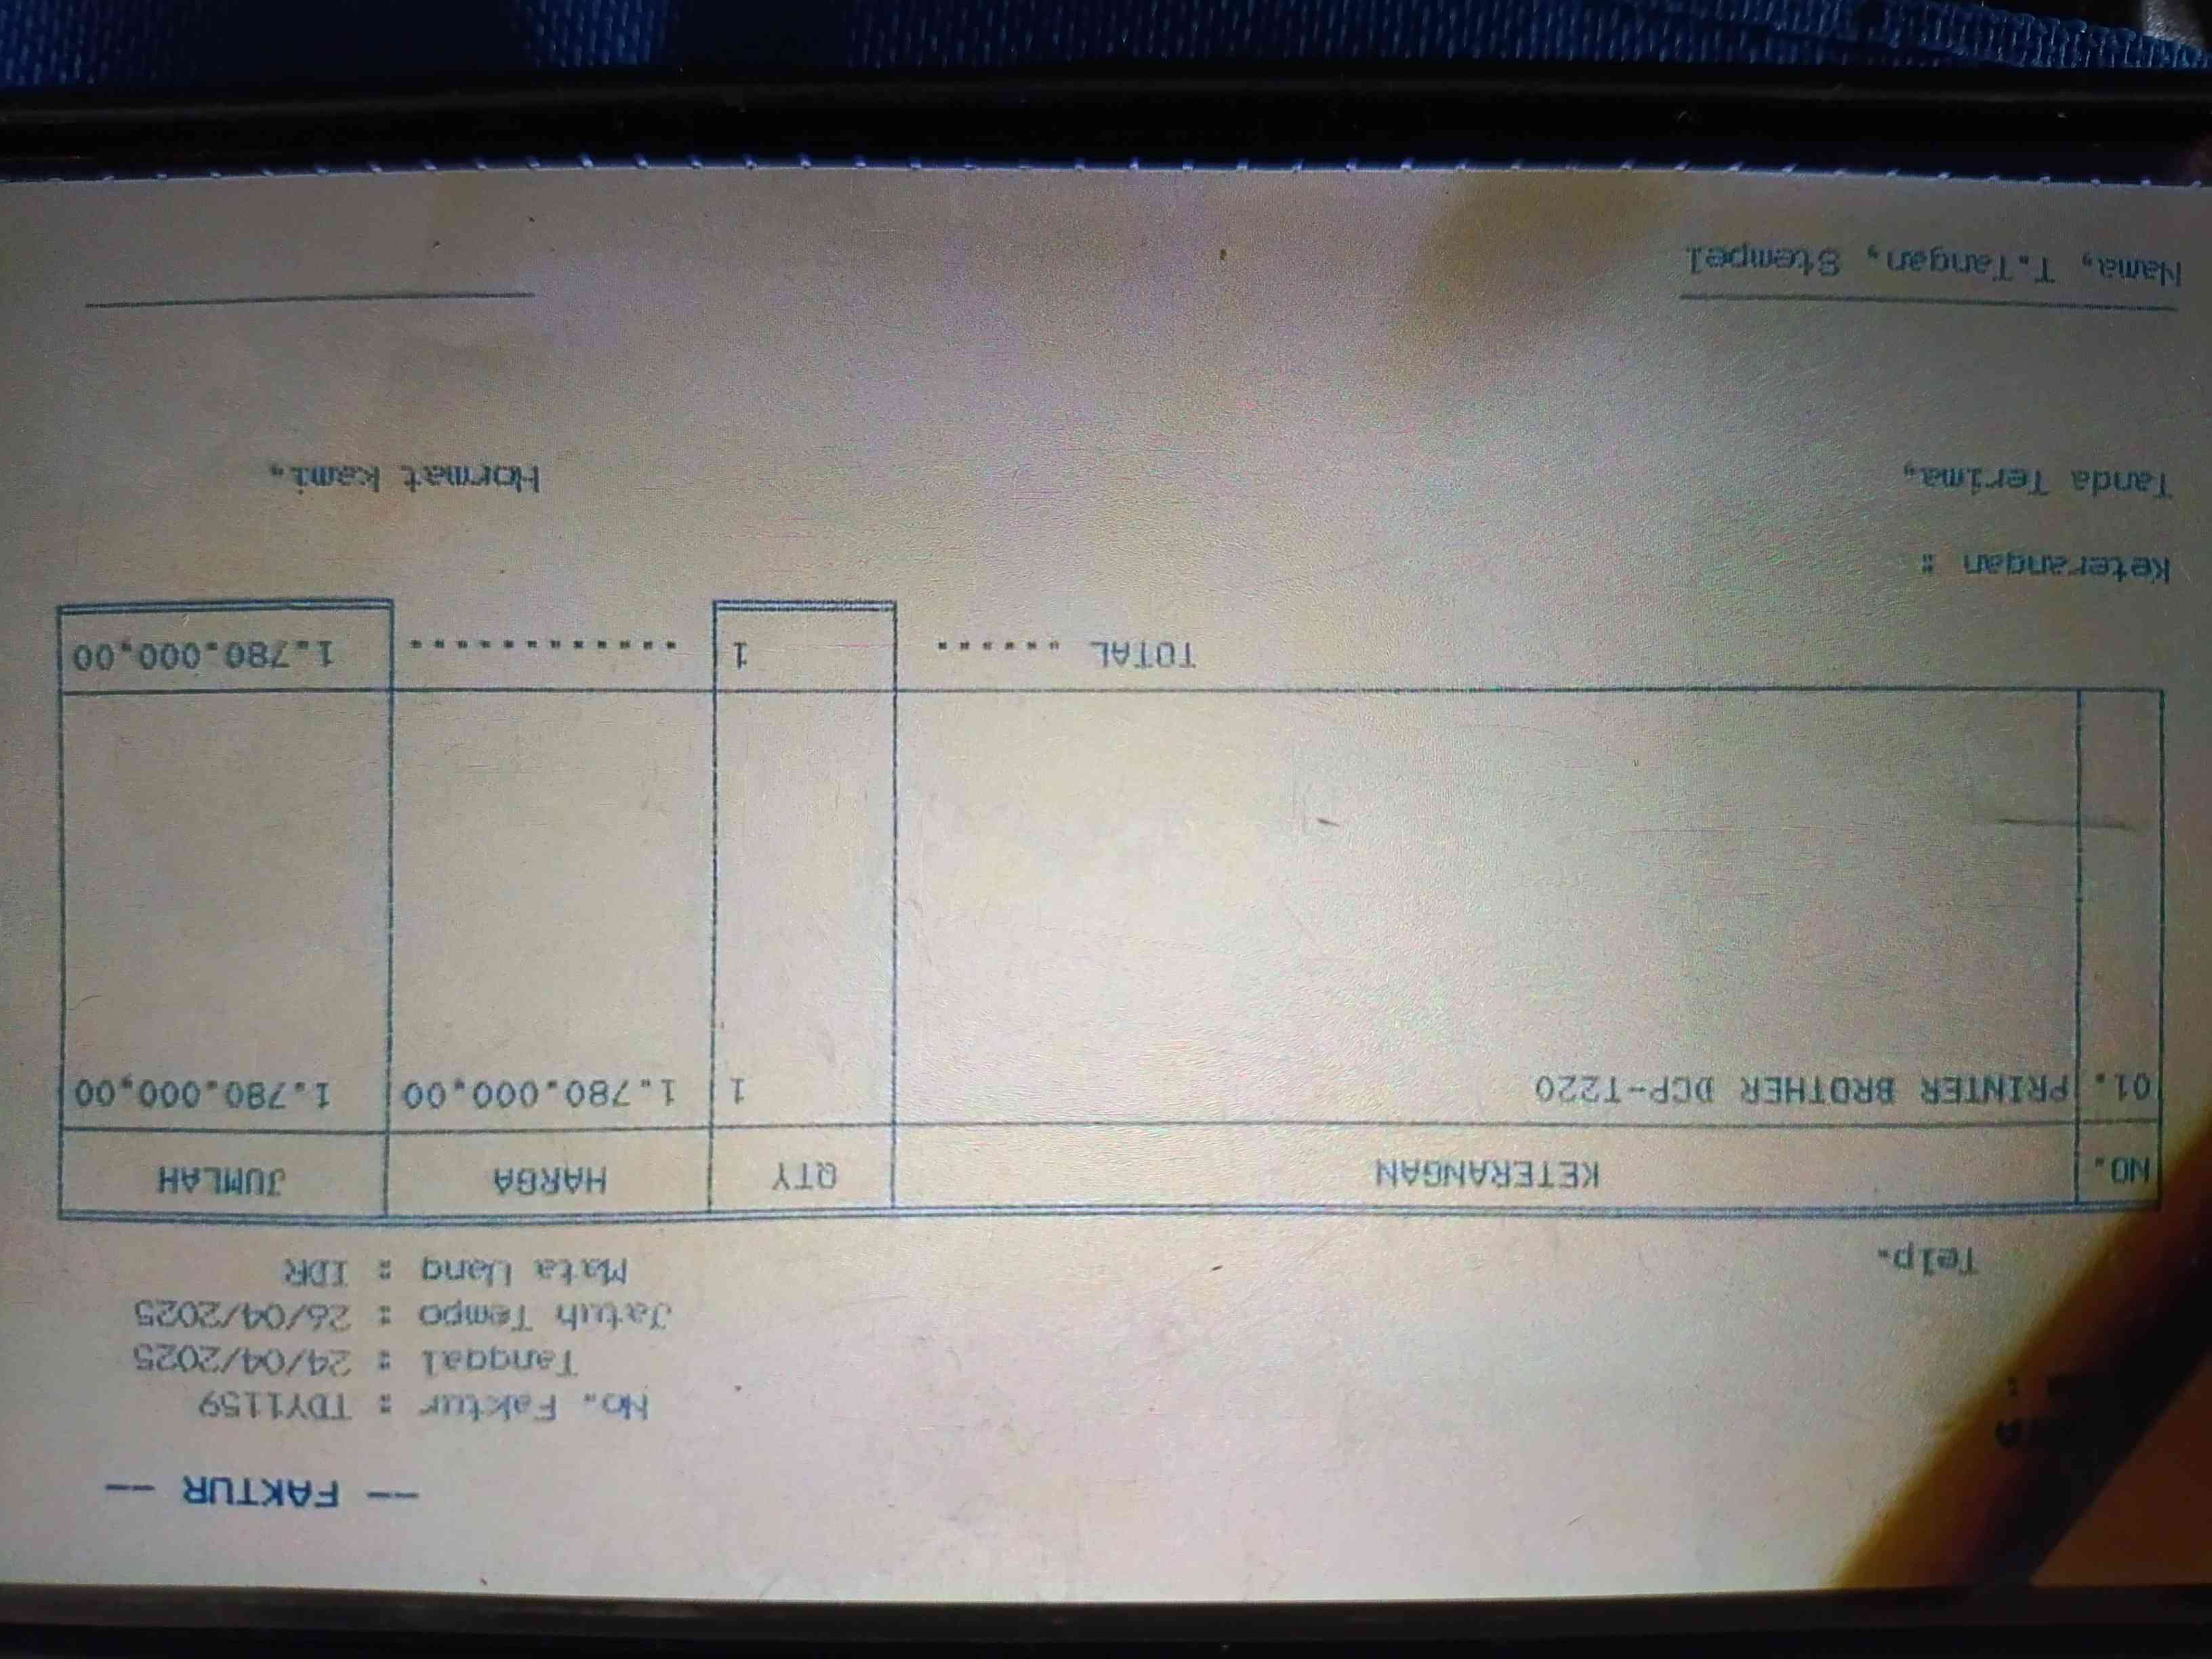 -- FAKTUR --
No. Faktur : TDY1159
Tanggal : 24/04/2025
Jatuh Tempo : 26/04/2025
Mata Uang : IDR
Telp.
NO. KETERANGAN QTY HARGA JUMLAH
01. PRINTER BROTHER DCP-T220 1 1.780.000,00 1.780.000,00
TOTAL ...... 1 ............. 1.780.000,00
Keterangan :
Tanda Terima, Hormat kami,
Nama, T.Tangan, Stempel